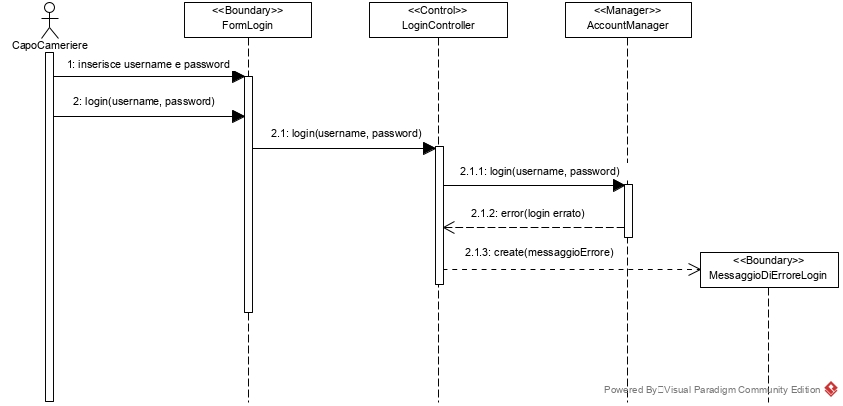 <<Boundary>>
FormLogin
<<Control>>
LoginController
<<Manager>>
AccountManager
CapoCameriere
1: inserisce username e password
2: login(username, password)
2.1: login(username, password)
2.1.1: login(username, password)
2.1.2: error(login errato)
2.1.3: create(messaggioErrore)
<<Boundary>>
MessaggioDiErroreLogin
Powered By Visual Paradigm Community Edition